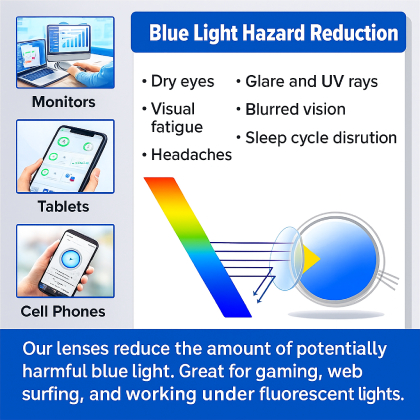 Blue Light Hazard Reduction
Monitors
Tablets
Cell Phones
• Dry eyes
• Visual
fatigue
• Headaches
• Glare and UV rays
• Blurred vision
• Sleep cycle disrution
Our lenses reduce the amount of potentially
harmful blue light. Great for gaming, web
surfing, and working under fluorescent lights.